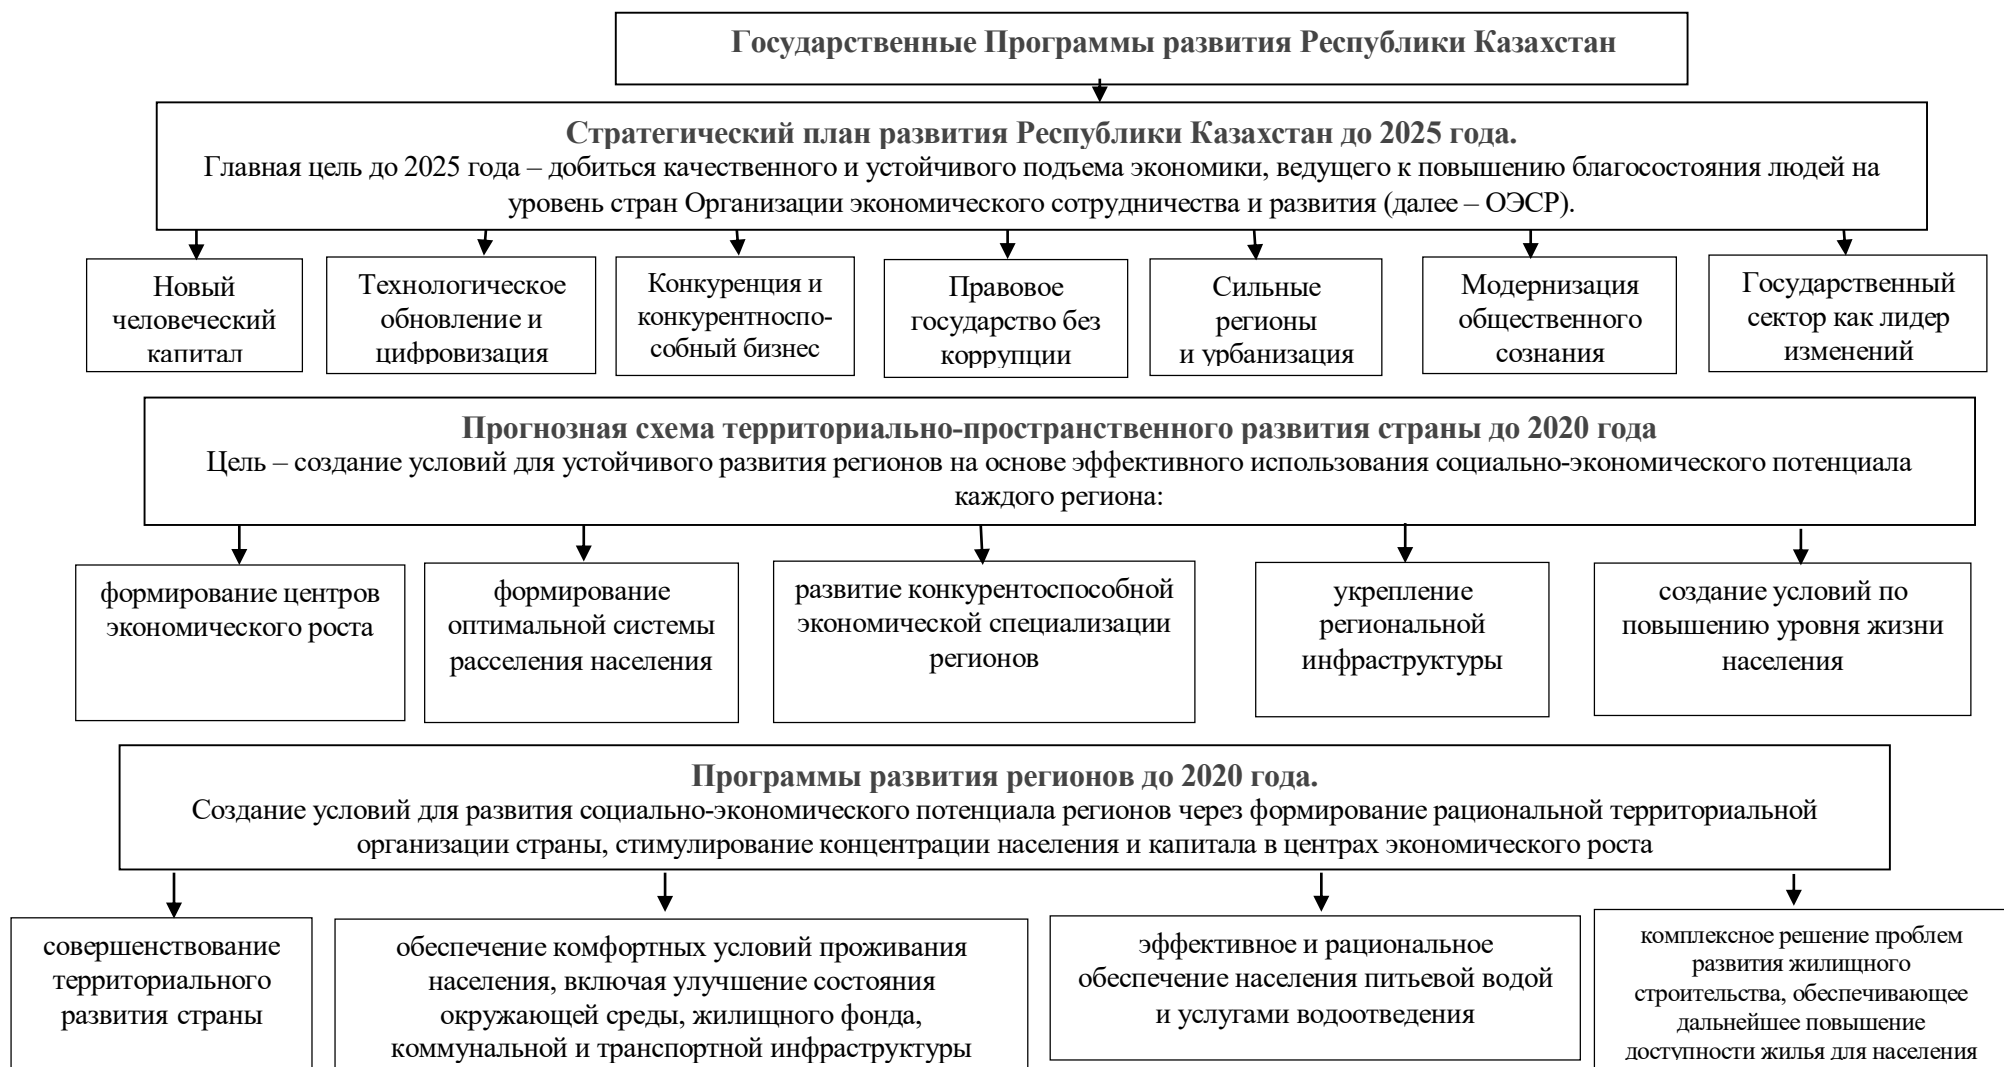 Государственные Программы развития Республики Казахстан
Стратегический план развития Республики Казахстан до 2025 года.
Главная цель до 2025 года – добиться качественного и устойчивого подъема экономики, ведущего к повышению благосостояния людей на
уровень стран Организации экономического сотрудничества и развития (далее – ОЭСР).
Новый
человеческий
капитал
Технологическое
обновление и
цифровизация
Конкуренция и
конкурентноспо-
собный бизнес
Правовое
государство без
коррупции
Сильные
регионы
и урбанизация
Модернизация
общественного
сознания
Государственный
сектор как лидер
изменений
Прогнозная схема территориально-пространственного развития страны до 2020 года
Цель – создание условий для устойчивого развития регионов на основе эффективного использования социально-экономического потенциала
каждого региона:
формирование центров
экономического роста
формирование
оптимальной системы
расселения населения
развитие конкурентоспособной
экономической специализации
регионов
укрепление
региональной
инфраструктуры
создание условий по
повышению уровня жизни
населения
Программы развития регионов до 2020 года.
Создание условий для развития социально-экономического потенциала регионов через формирование рациональной территориальной
организации страны, стимулирование концентрации населения и капитала в центрах экономического роста
совершенствование
территориального
развития страны
обеспечение комфортных условий проживания
населения, включая улучшение состояния
окружающей среды, жилищного фонда,
коммунальной и транспортной инфраструктуры
эффективное и рациональное
обеспечение населения питьевой водой
и услугами водоотведения
комплексное решение проблем
развития жилищного
строительства, обеспечивающее
дальнейшее повышение
доступности жилья для населения